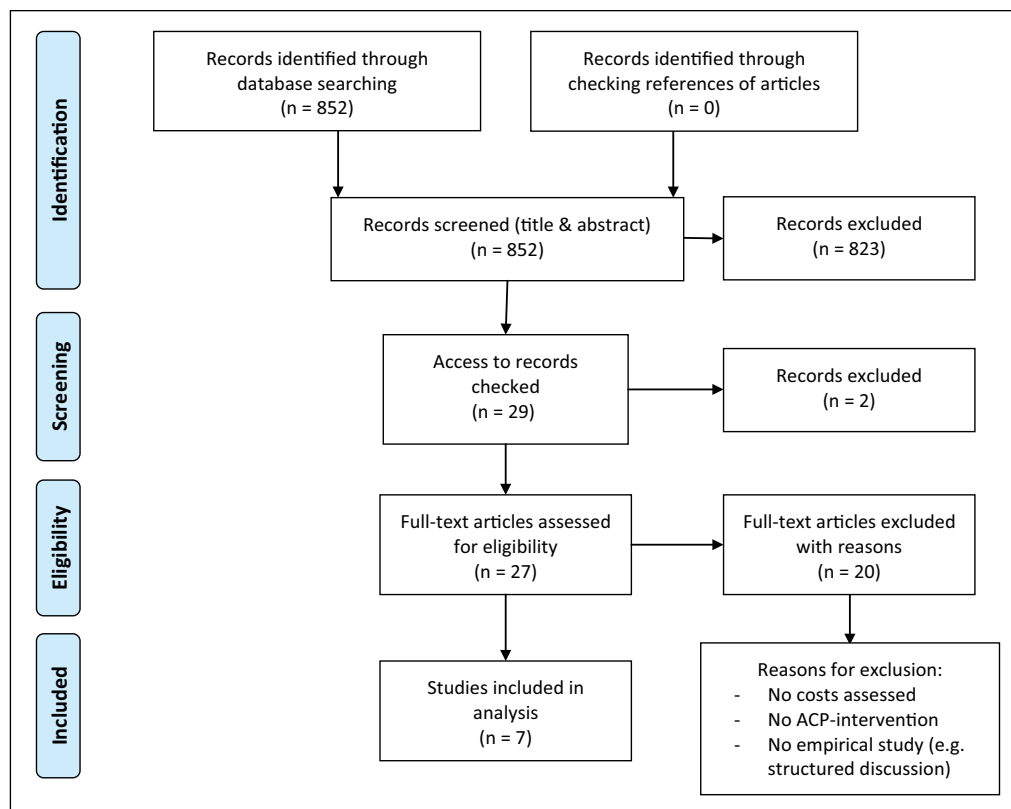 Identification
Records identified through
database searching
(n = 852)
Records identified through
checking references of articles
(n = 0)
Records screened (title & abstract)
(n = 852)
Records excluded
(n = 823)
Screening
Access to records
checked
(n = 29)
Records excluded
(n = 2)
Eligibility
Full-text articles assessed
for eligibility
(n = 27)
Full-text articles excluded
with reasons
(n = 20)
Included
Studies included in
analysis
(n = 7)
Reasons for exclusion:
- No costs assessed
- No ACP-intervention
- No empirical study (e.g.
structured discussion)